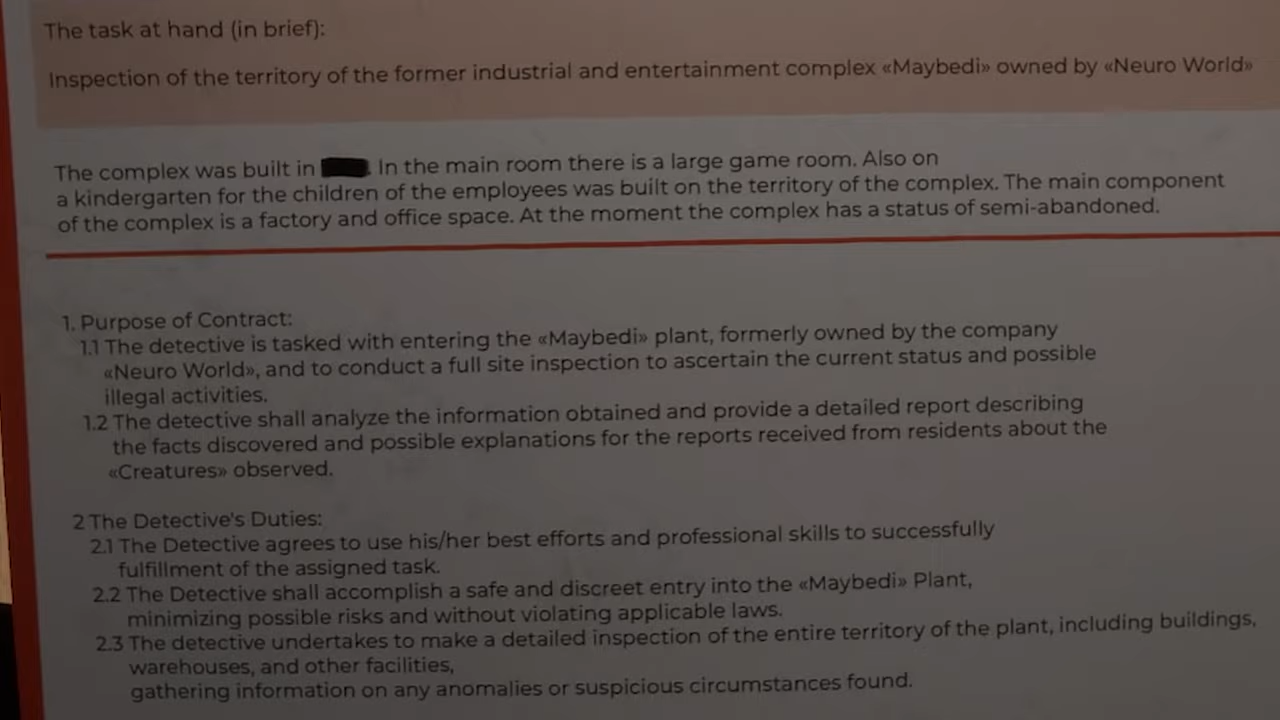 The task at hand (in brief):
Inspection of the territory of the former industrial and entertainment complex «Maybedi» owned by «Neuro World»
The complex was built in . In the main room there is a large game room. Also on
a kindergarten for the children of the employees was built on the territory of the complex. The main component
of the complex is a factory and office space. At the moment the complex has a status of semi-abandoned.
1. Purpose of Contract:
1.1 The detective is tasked with entering the «Maybedi» plant, formerly owned by the company
«Neuro World», and to conduct a full site inspection to ascertain the current status and possible
illegal activities.
1.2 The detective shall analyze the information obtained and provide a detailed report describing
the facts discovered and possible explanations for the reports received from residents about the
«Creatures» observed.
2 The Detective's Duties:
2.1 The Detective agrees to use his/her best efforts and professional skills to successfully
fulfillment of the assigned task.
2.2 The Detective shall accomplish a safe and discreet entry into the «Maybedi» Plant,
minimizing possible risks and without violating applicable laws.
2.3 The detective undertakes to make a detailed inspection of the entire territory of the plant, including buildings,
warehouses, and other facilities,
gathering information on any anomalies or suspicious circumstances found.